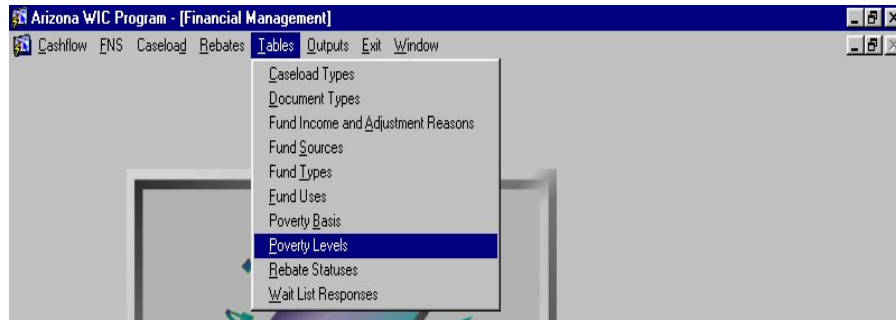 Arizona WIC Program - [Financial Management]
Cashflow FNS Caseload Rebates Tables Outputs Exit Window
Caseload Types
Document Types
Fund Income and Adjustment Reasons
Fund Sources
Fund Types
Fund Uses
Poverty Basis
Poverty Levels
Rebate Statuses
Wait List Responses